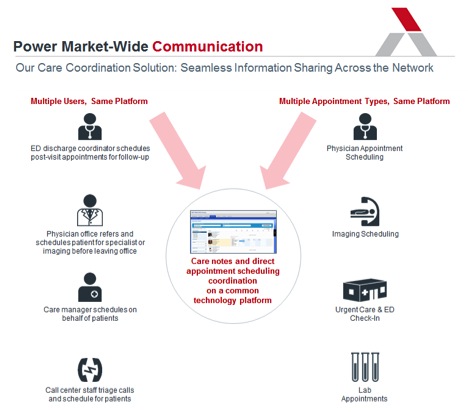 Power Market-Wide Communication
Our Care Coordination Solution: Seamless Information Sharing Across the Network
Multiple Users, Same Platform
Multiple Appointment Types, Same Platform
ED discharge coordinator schedules
post-visit appointments for follow-up
Physician Appointment
Scheduling
Physician office refers and
schedules patient for specialist or
imaging before leaving office
Imaging Scheduling
Care notes and direct
appointment scheduling
coordination
on a common
technology platform
Care manager schedules on
behalf of patients
Urgent Care & ED
Check-In
Call center staff triage calls
and schedule for patients
Lab
Appointments